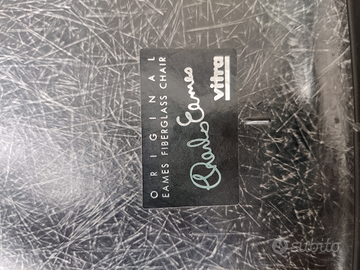 ORIGINAL
EAMES FIBERGLASS CHAIR
Charles Eames
vitra.
subito